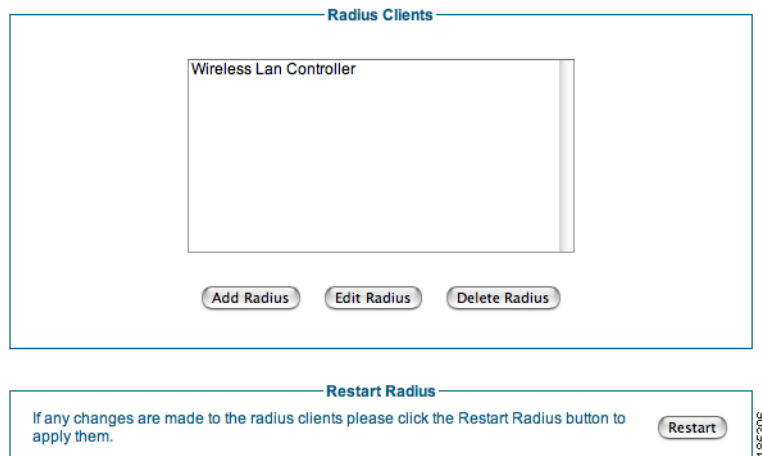 Radius Clients
Wireless Lan Controller
Add Radius
Edit Radius
Delete Radius
Restart Radius
If any changes are made to the radius clients please click the Restart Radius button to
apply them.
Restart